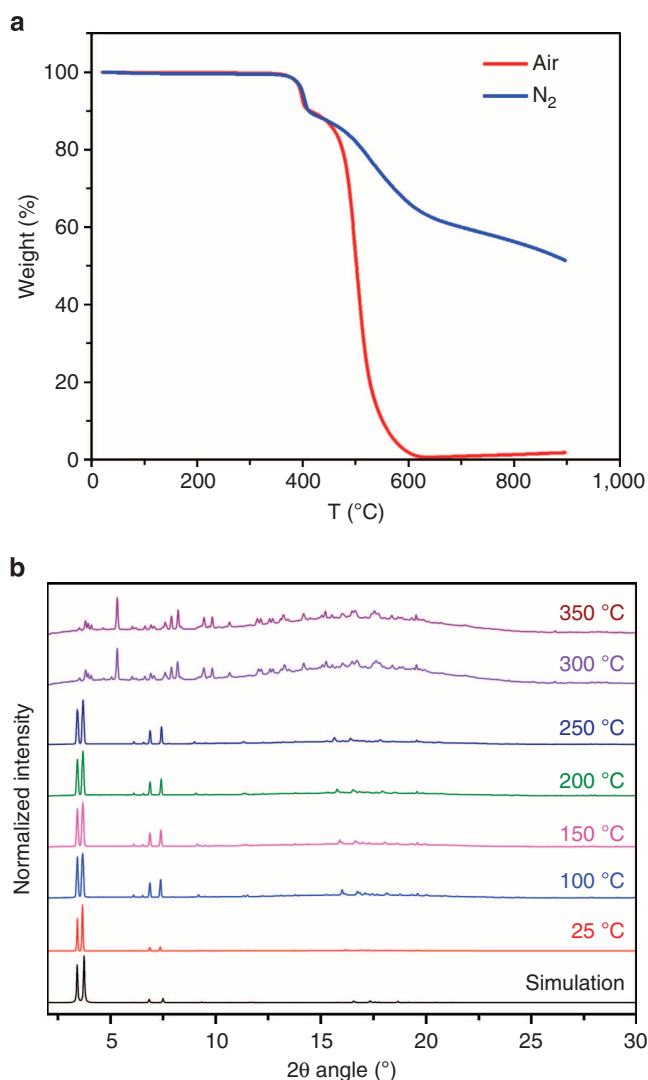 a
100
80
60
40
20
0
Weight (%)
Air
N₂
0 200 400 600 800 1,000
T (°C)
b
Normalized intensity
350 °C
300 °C
250 °C
200 °C
150 °C
100 °C
25 °C
Simulation
5 10 15 20 25 30
2θ angle (°)